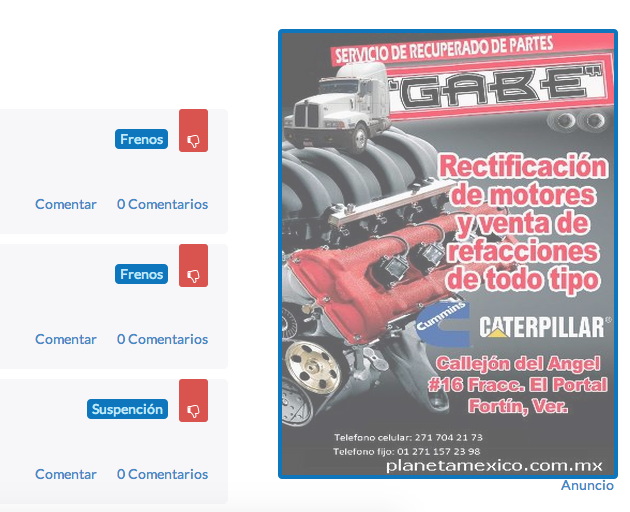 Frenos
Comentar 0 Comentarios
Frenos
Comentar 0 Comentarios
Suspención
Comentar 0 Comentarios
SERVICIO DE RECUPERADO DE PARTES
"GABE"
Rectificación
de motores
y venta de
refacciones
de todo tipo
Cummins
CATERPILLAR®
Callejón del Angel
#16 Fracc. El Portal
Fortín, Ver.
Telefono celular: 271 704 21 73
Telefono fijo: 01 271 157 23 98
planetamexico.com.mx
Anuncio